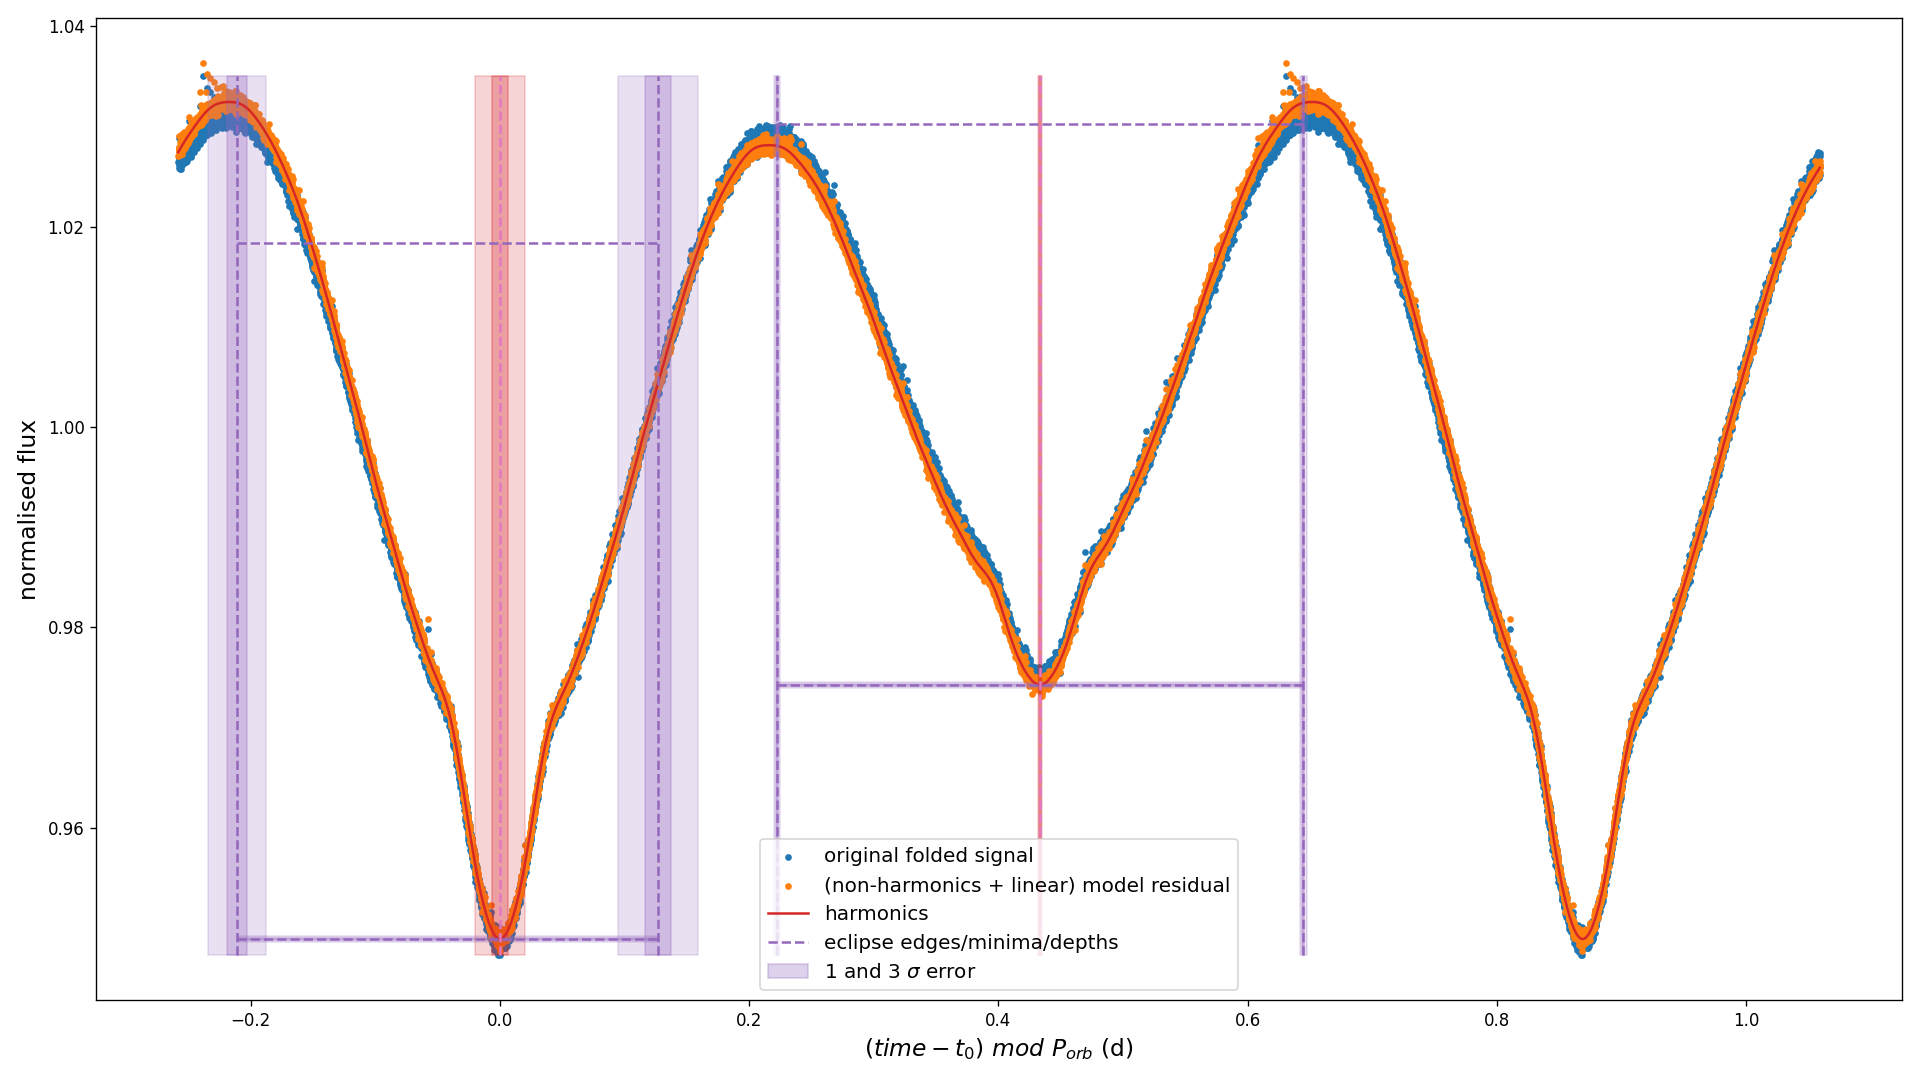 1.04
1.02
1.00
0.98
0.96
normalised flux
original folded signal
(non-harmonics + linear) model residual
harmonics
eclipse edges/minima/depths
1 and 3 σ error
−0.2
0.0
0.2
0.4
0.6
0.8
1.0
(time − t₀) mod Pₒᵣb (d)